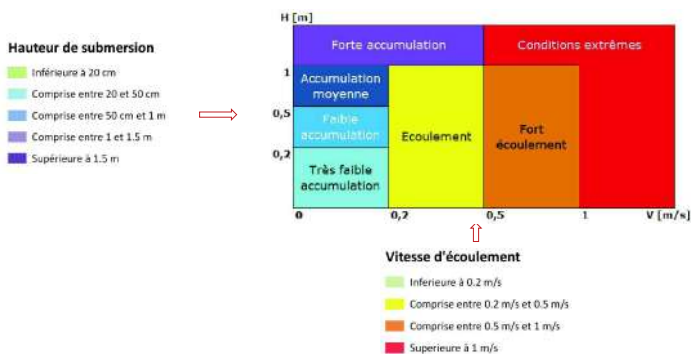 Hauteur de submersion
Inférieure à 20 cm
Comprise entre 20 et 50 cm
Comprise entre 50 cm et 1 m
Comprise entre 1 et 1.5 m
Supérieure à 1.5 m
H [m]
Forte accumulation
Conditions extrêmes
1
Accumulation
moyenne
0,5
Faible
accumulation
Ecoulement
Fort
écoulement
0,2
Très faible
accumulation
0
0,2
0,5
1
V [m/s]
Vitesse d'écoulement
Inferieure à 0.2 m/s
Comprise entre 0.2 m/s et 0.5 m/s
Comprise entre 0.5 m/s et 1 m/s
Superieure à 1 m/s